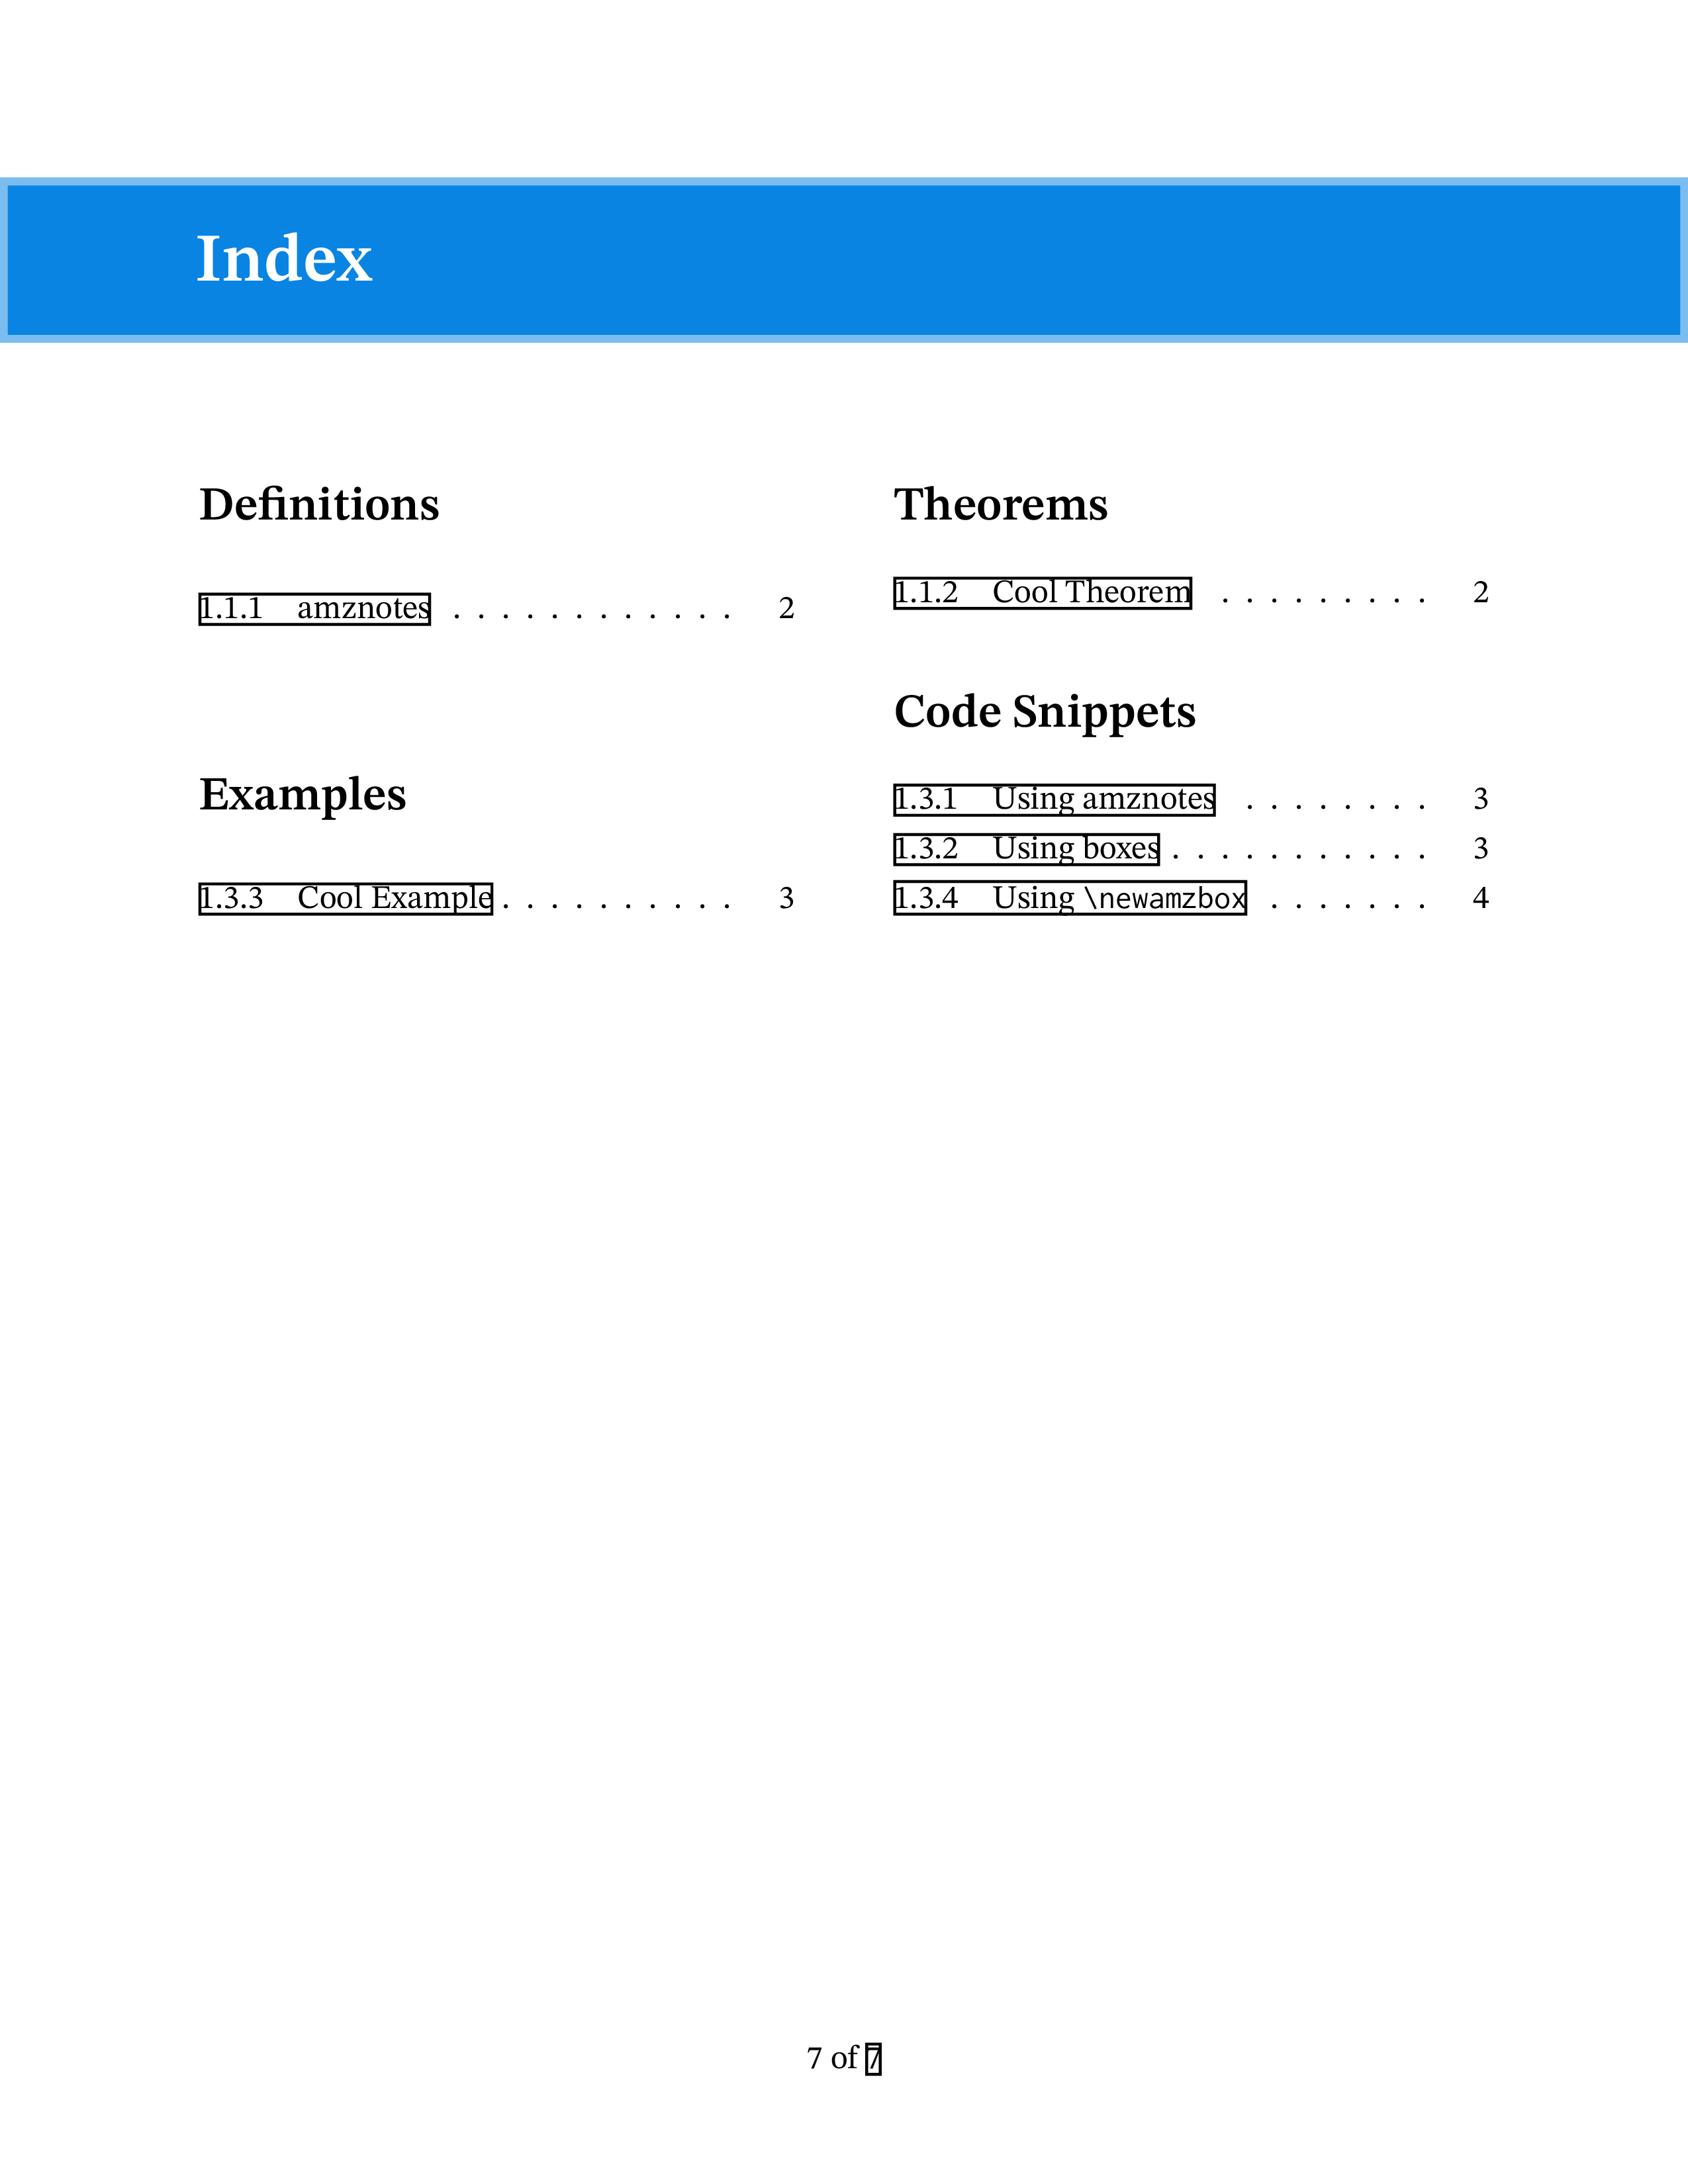 Index
Definitions
1.1.1 amznotes . . . . . . . . . . . . 2
Examples
1.3.3 Cool Example . . . . . . . . . . 3
Theorems
1.1.2 Cool Theorem . . . . . . . . . 2
Code Snippets
1.3.1 Using amznotes . . . . . . . . 3
1.3.2 Using boxes . . . . . . . . . . . 3
1.3.4 Using \newamzbox . . . . . . . 4
7 of 7